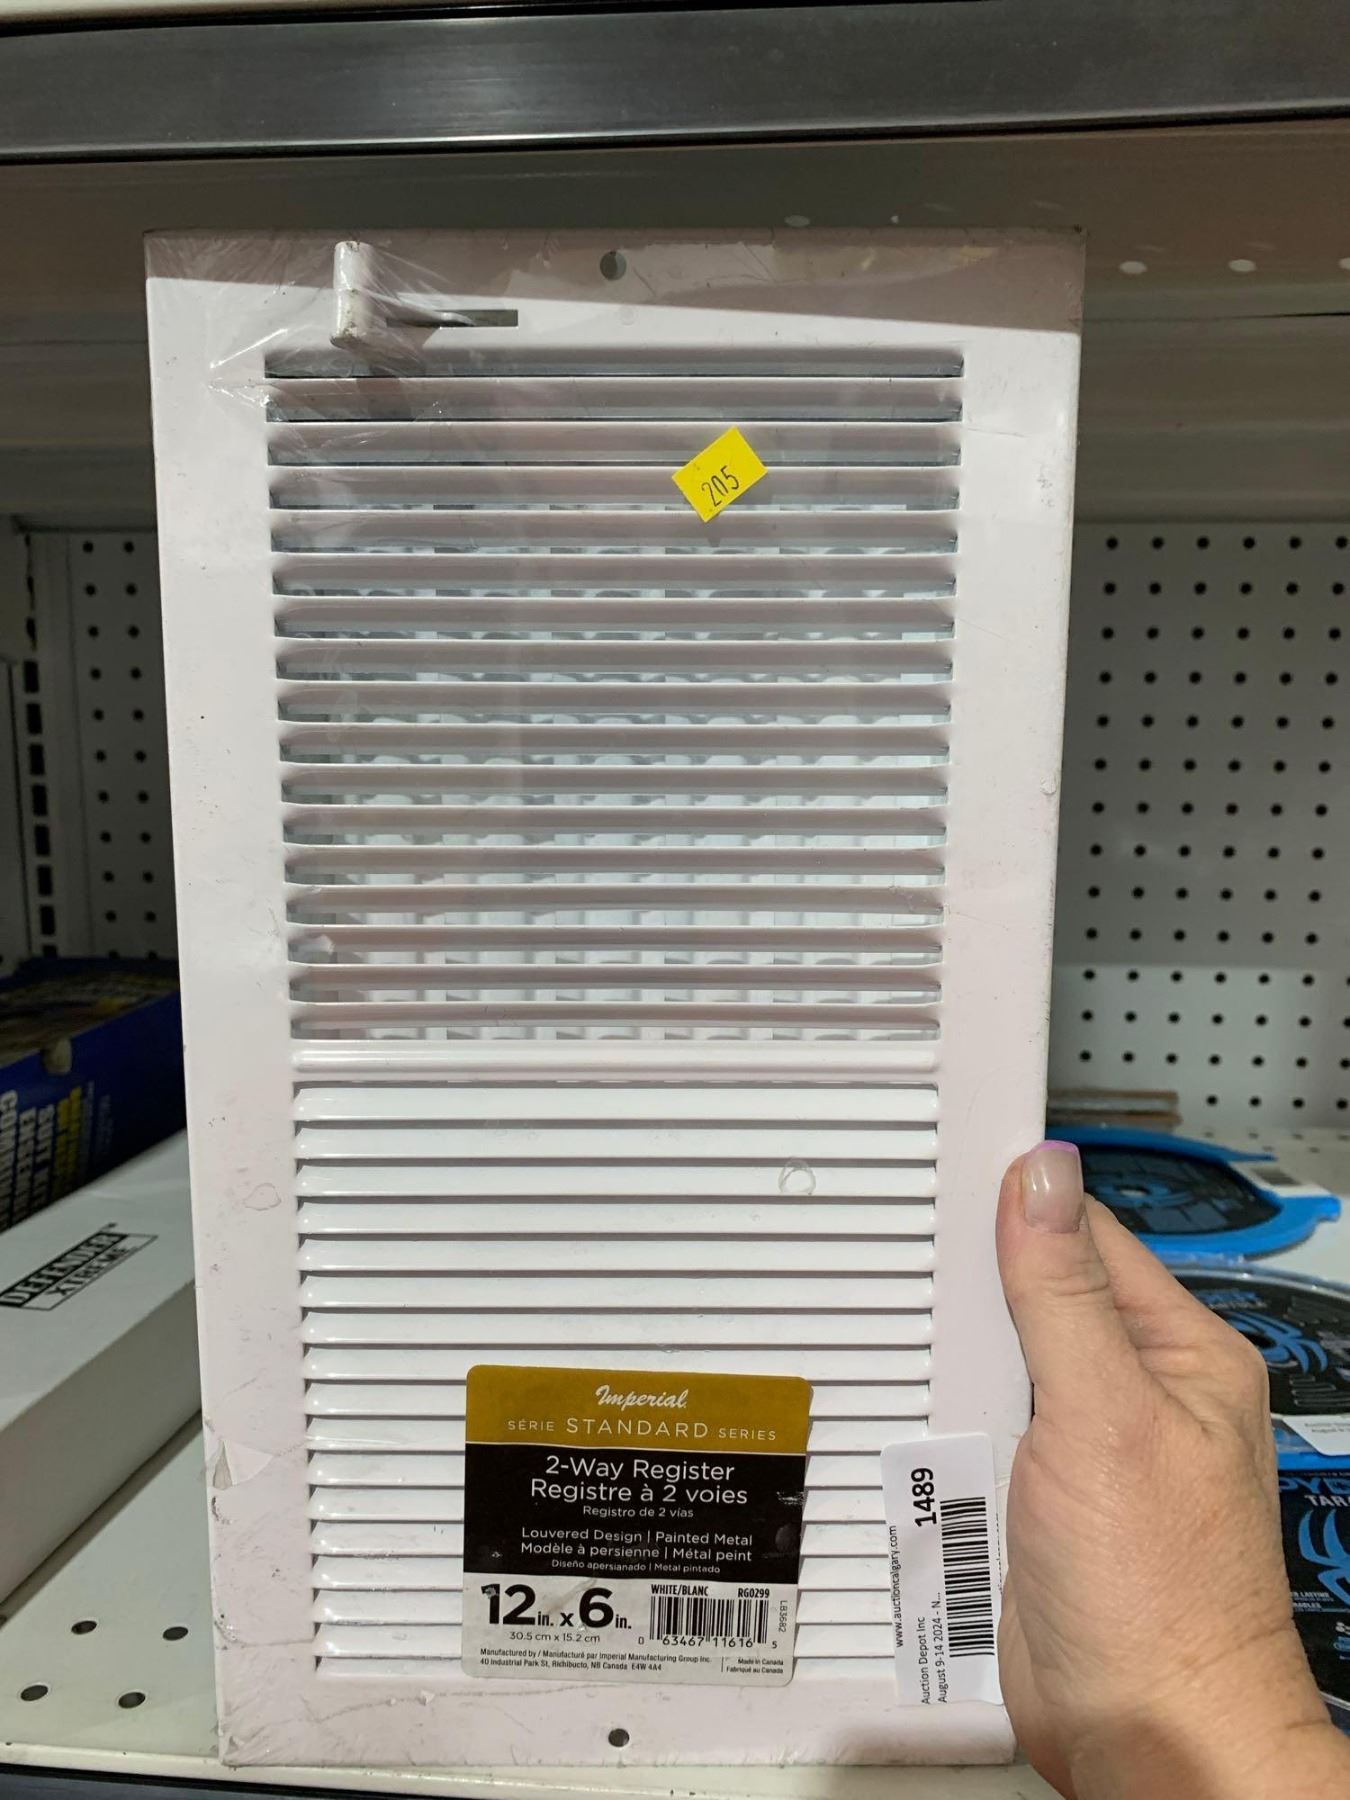 205
DEFENDER™
XTREME
Imperial
SÉRIE STANDARD SERIES
2-Way Register
Registre à 2 voies
Registro de 2 vías
Louvered Design | Painted Metal
Modèle à persienne | Métal peint
Diseño apersianado | Metal pintado
12in. x 6in.
30.5 cm x 15.2 cm
WHITE/BLANC RG0299
LB3682
0 63467 11616 5
Manufactured by / Manufacturé par Imperial Manufacturing Group Inc.
40 Industrial Park St, Richibucto, NB Canada E4W 4A4
Made in Canada
Fabriqué au Canada
1489
www.auctioncalgary.com
Auction Depot Inc
August 9-14 2024 - N...